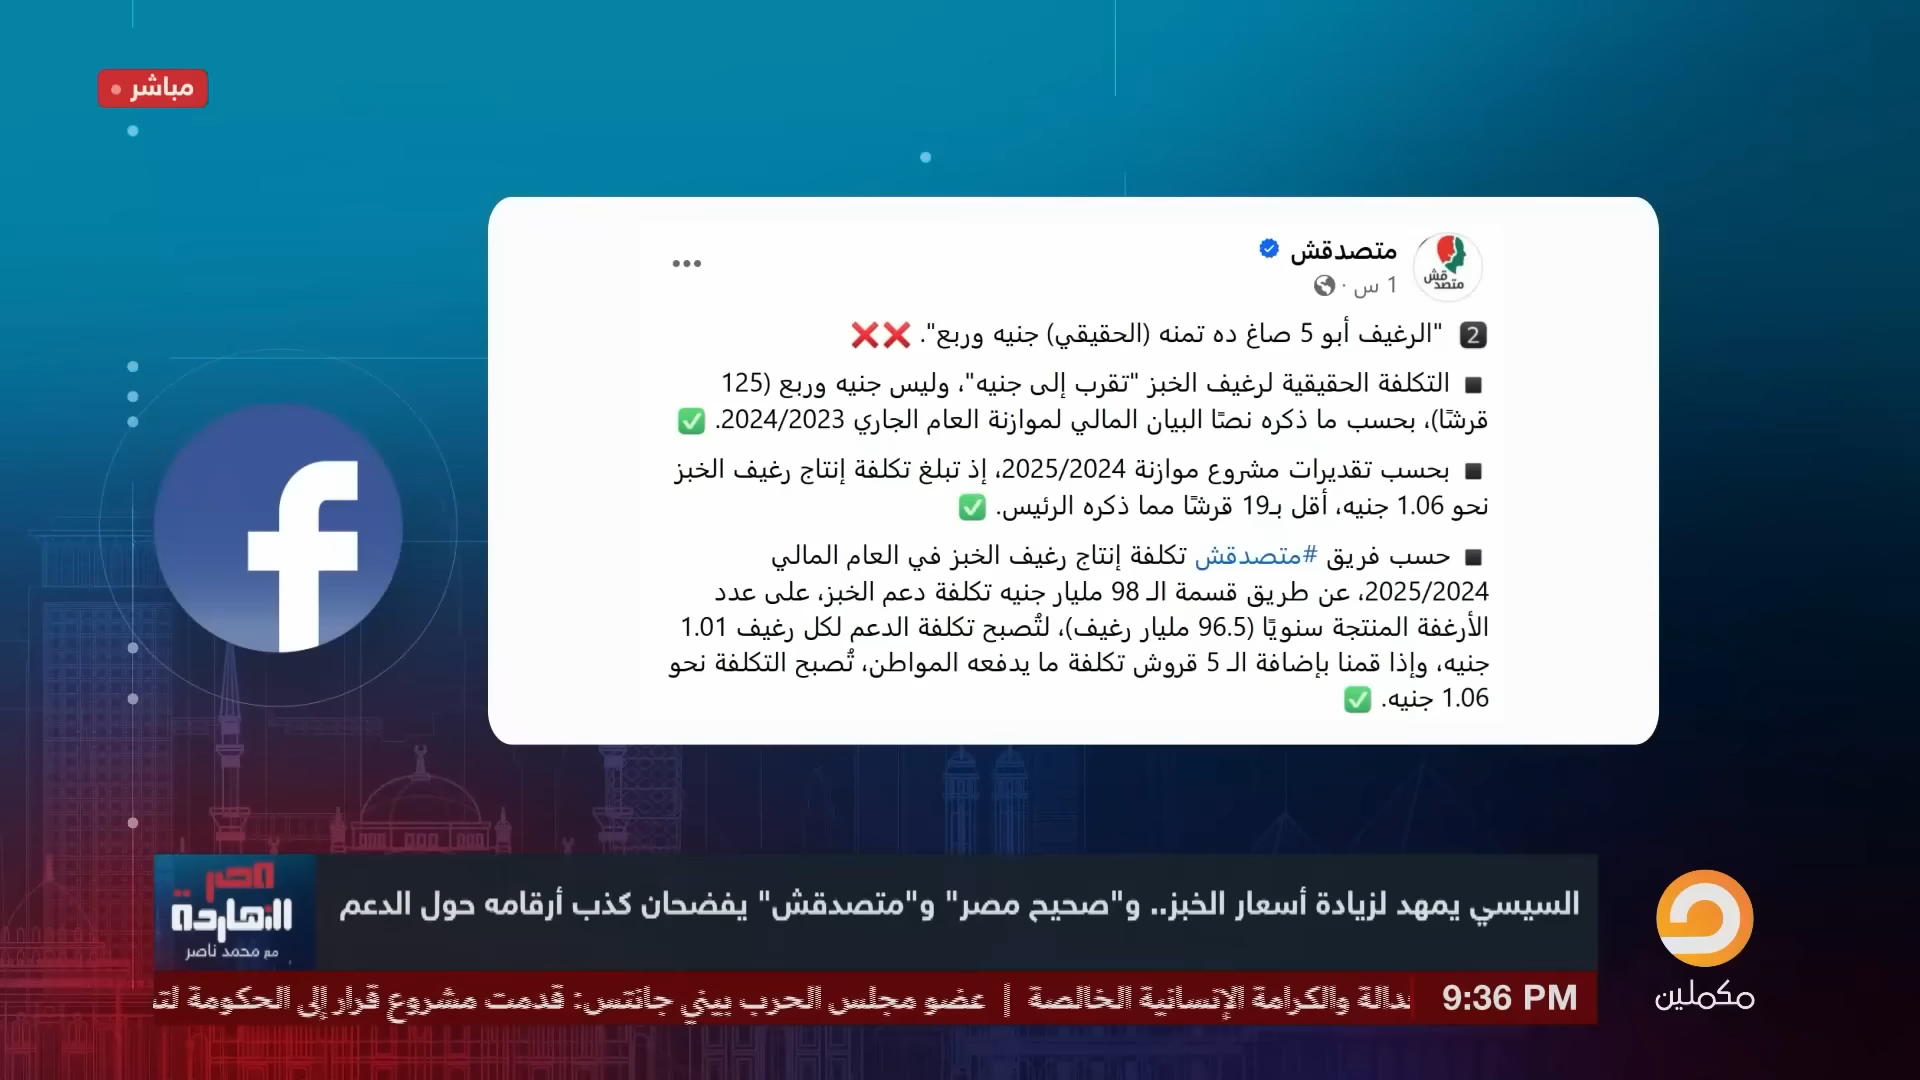 مباشر
متصدقش
1 س ·
2 "الرغيف أبو 5 صاغ ده تمنه (الحقيقي) جنيه وربع". ❌❌
◾ التكلفة الحقيقية لرغيف الخبز "تقرب إلى جنيه"، وليس جنيه وربع (125
قرشًا)، بحسب ما ذكره نصًا البيان المالي لموازنة العام الجاري 2024/2023. ✅
◾ بحسب تقديرات مشروع موازنة 2025/2024، إذ تبلغ تكلفة إنتاج رغيف الخبز
نحو 1.06 جنيه، أقل بـ19 قرشًا مما ذكره الرئيس. ✅
◾ حسب فريق #متصدقش تكلفة إنتاج رغيف الخبز في العام المالي
2025/2024، عن طريق قسمة الـ 98 مليار جنيه تكلفة دعم الخبز، على عدد
الأرغفة المنتجة سنويًا (96.5 مليار رغيف)، لتُصبح تكلفة الدعم لكل رغيف 1.01
جنيه، وإذا قمنا بإضافة الـ 5 قروش تكلفة ما يدفعه المواطن، تُصبح التكلفة نحو
1.06 جنيه. ✅
السيسي يمهد لزيادة أسعار الخبز.. و"صحيح مصر" و"متصدقش" يفضحان كذب أرقامه حول الدعم
مصر
النهاردة
مع محمد ناصر
9:36 PM
والكرامة الإنسانية الخالصة | عضو مجلس الحرب بيني جانتس: قدمت مشروع قرار إلى الحكومة
مكملين